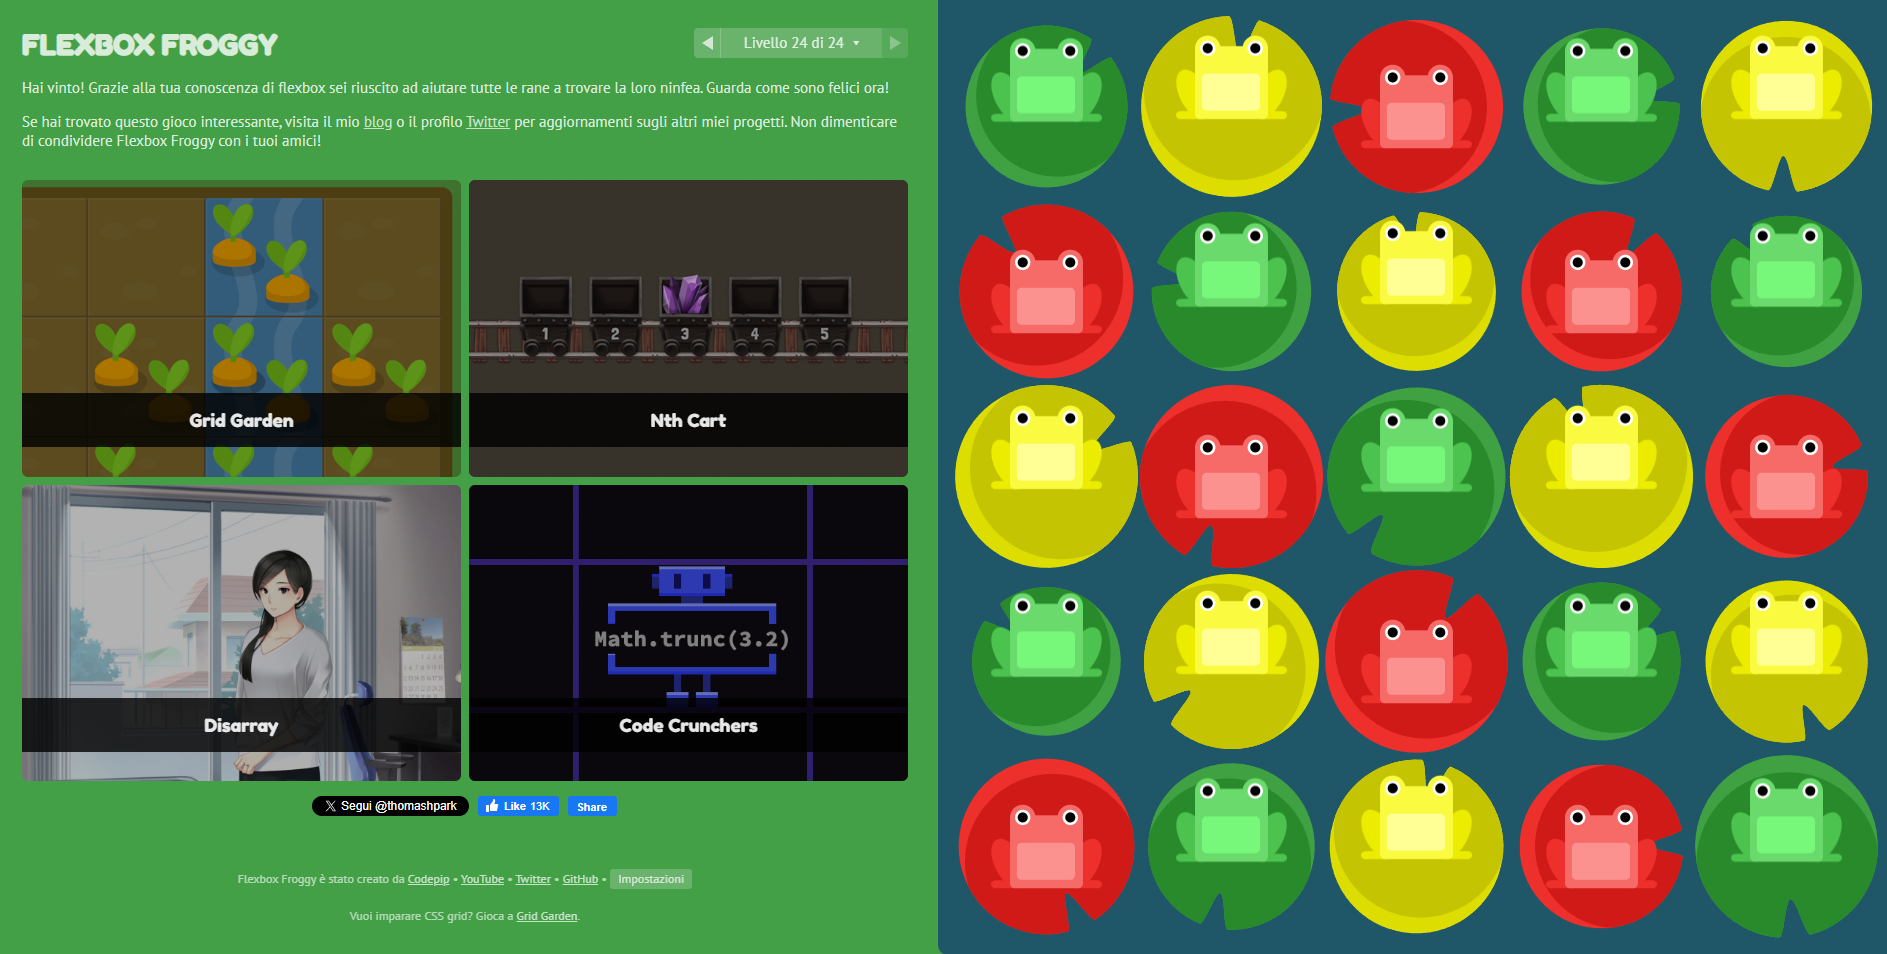 FLEXBOX FROGGY
Livello 24 di 24
Hai vinto! Grazie alla tua conoscenza di flexbox sei riuscito ad aiutare tutte le rane a trovare la loro ninfea. Guarda come sono felici ora!
Se hai trovato questo gioco interessante, visita il mio blog o il profilo Twitter per aggiornamenti sugli altri miei progetti. Non dimenticare
di condividere Flexbox Froggy con i tuoi amici!
Grid Garden
1 2 3 4 5
Nth Cart
Disarray
Math.trunc(3.2)
Code Crunchers
Segui @thomashpark
Like 13K
Share
Flexbox Froggy è stato creato da Codepip • YouTube • Twitter • GitHub • Impostazioni
Vuoi imparare CSS grid? Gioca a Grid Garden.